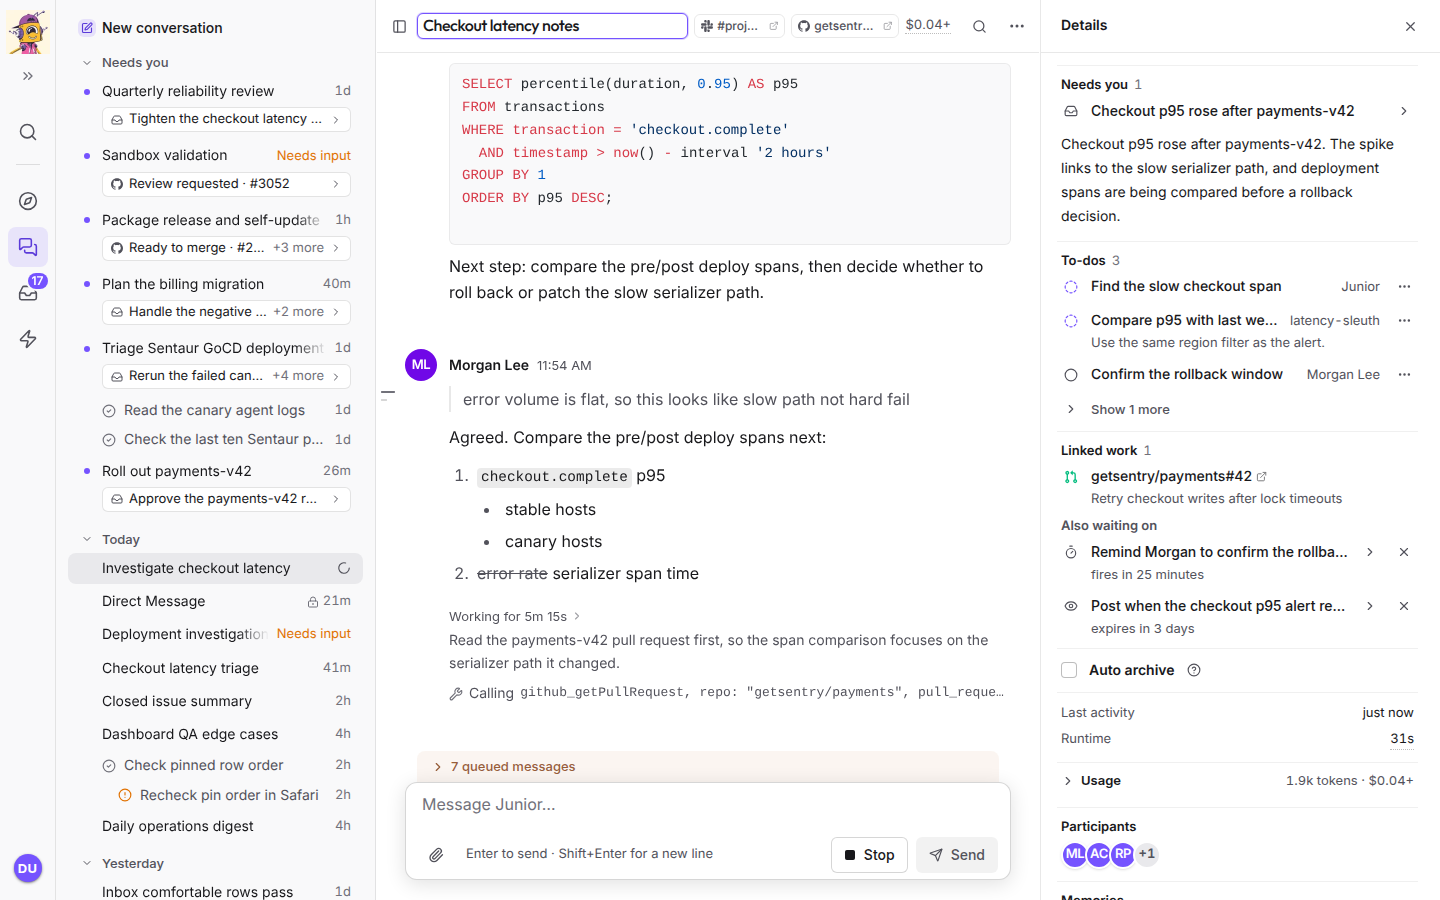 New conversation
Needs you
Quarterly reliability review 1d
Tighten the checkout latency ...
Sandbox validation Needs input
Review requested · #3052
Package release and self-update 1h
Ready to merge · #2... +3 more
Plan the billing migration 40m
Handle the negative ... +2 more
Triage Sentaur GoCD deployment 1d
Rerun the failed can... +4 more
Read the canary agent logs 1d
Check the last ten Sentaur p... 1d
Roll out payments-v42 26m
Approve the payments-v42 r...
Today
Investigate checkout latency
Direct Message 21m
Deployment investigation Needs input
Checkout latency triage 41m
Closed issue summary 2h
Dashboard QA edge cases 4h
Check pinned row order 2h
Recheck pin order in Safari 2h
Daily operations digest 4h
Yesterday
Inbox comfortable rows pass 1d
17
DU
Checkout latency notes
#proj...
getsentr...
$0.04+
SELECT percentile(duration, 0.95) AS p95
FROM transactions
WHERE transaction = 'checkout.complete'
AND timestamp > now() - interval '2 hours'
GROUP BY 1
ORDER BY p95 DESC;
Next step: compare the pre/post deploy spans, then decide whether to
roll back or patch the slow serializer path.
ML Morgan Lee 11:54 AM
error volume is flat, so this looks like slow path not hard fail
Agreed. Compare the pre/post deploy spans next:
1. checkout.complete p95
• stable hosts
• canary hosts
2. error rate serializer span time
Working for 5m 15s
Read the payments-v42 pull request first, so the span comparison focuses on the
serializer path it changed.
Calling github_getPullRequest, repo: "getsentry/payments", pull_reque…
7 queued messages
Message Junior...
Enter to send · Shift+Enter for a new line
Stop
Send
Details
Needs you 1
Checkout p95 rose after payments-v42
Checkout p95 rose after payments-v42. The spike
links to the slow serializer path, and deployment
spans are being compared before a rollback
decision.
To-dos 3
Find the slow checkout span Junior
Compare p95 with last we... latency-sleuth
Use the same region filter as the alert.
Confirm the rollback window Morgan Lee
Show 1 more
Linked work 1
getsentry/payments#42
Retry checkout writes after lock timeouts
Also waiting on
Remind Morgan to confirm the rollba...
fires in 25 minutes
Post when the checkout p95 alert re...
expires in 3 days
Auto archive
Last activity just now
Runtime 31s
Usage 1.9k tokens · $0.04+
Participants
ML AC RP +1
Memories